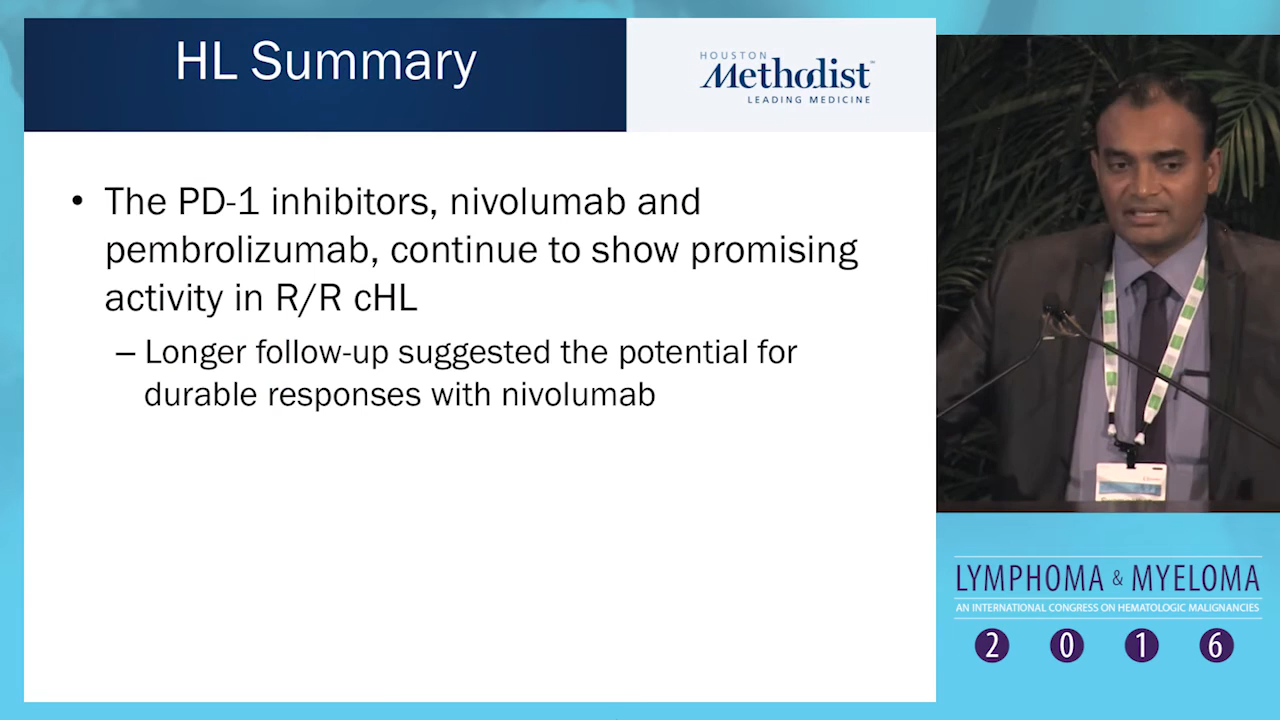 HL Summary
HOUSTON
Methodist
LEADING MEDICINE
• The PD-1 inhibitors, nivolumab and
pembrolizumab, continue to show promising
activity in R/R cHL
– Longer follow-up suggested the potential for
durable responses with nivolumab
LYMPHOMA & MYELOMA
AN INTERNATIONAL CONGRESS ON HEMATOLOGIC MALIGNANCIES
2 0 1 6